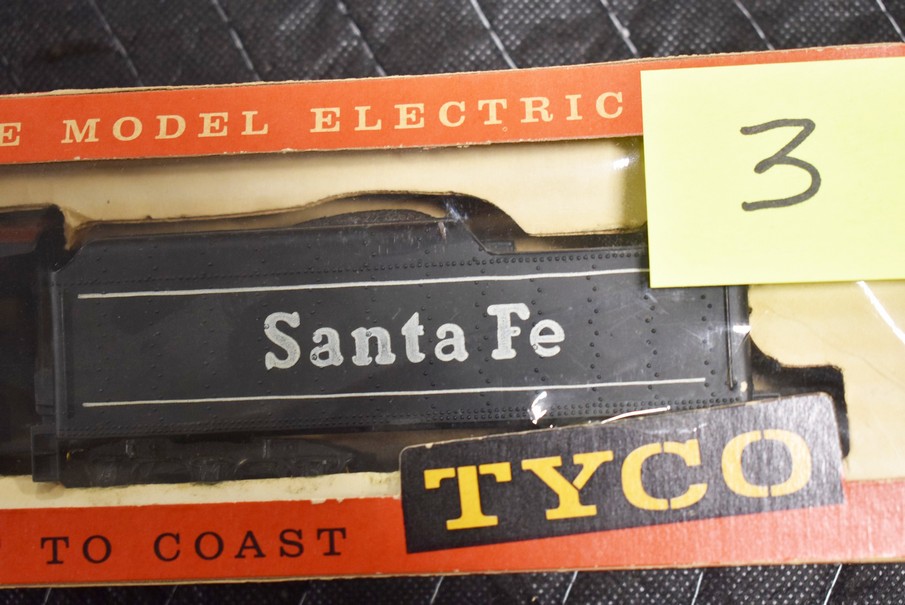 E MODEL ELECTRIC
3
Santa Fe
TYCO
TO COAST